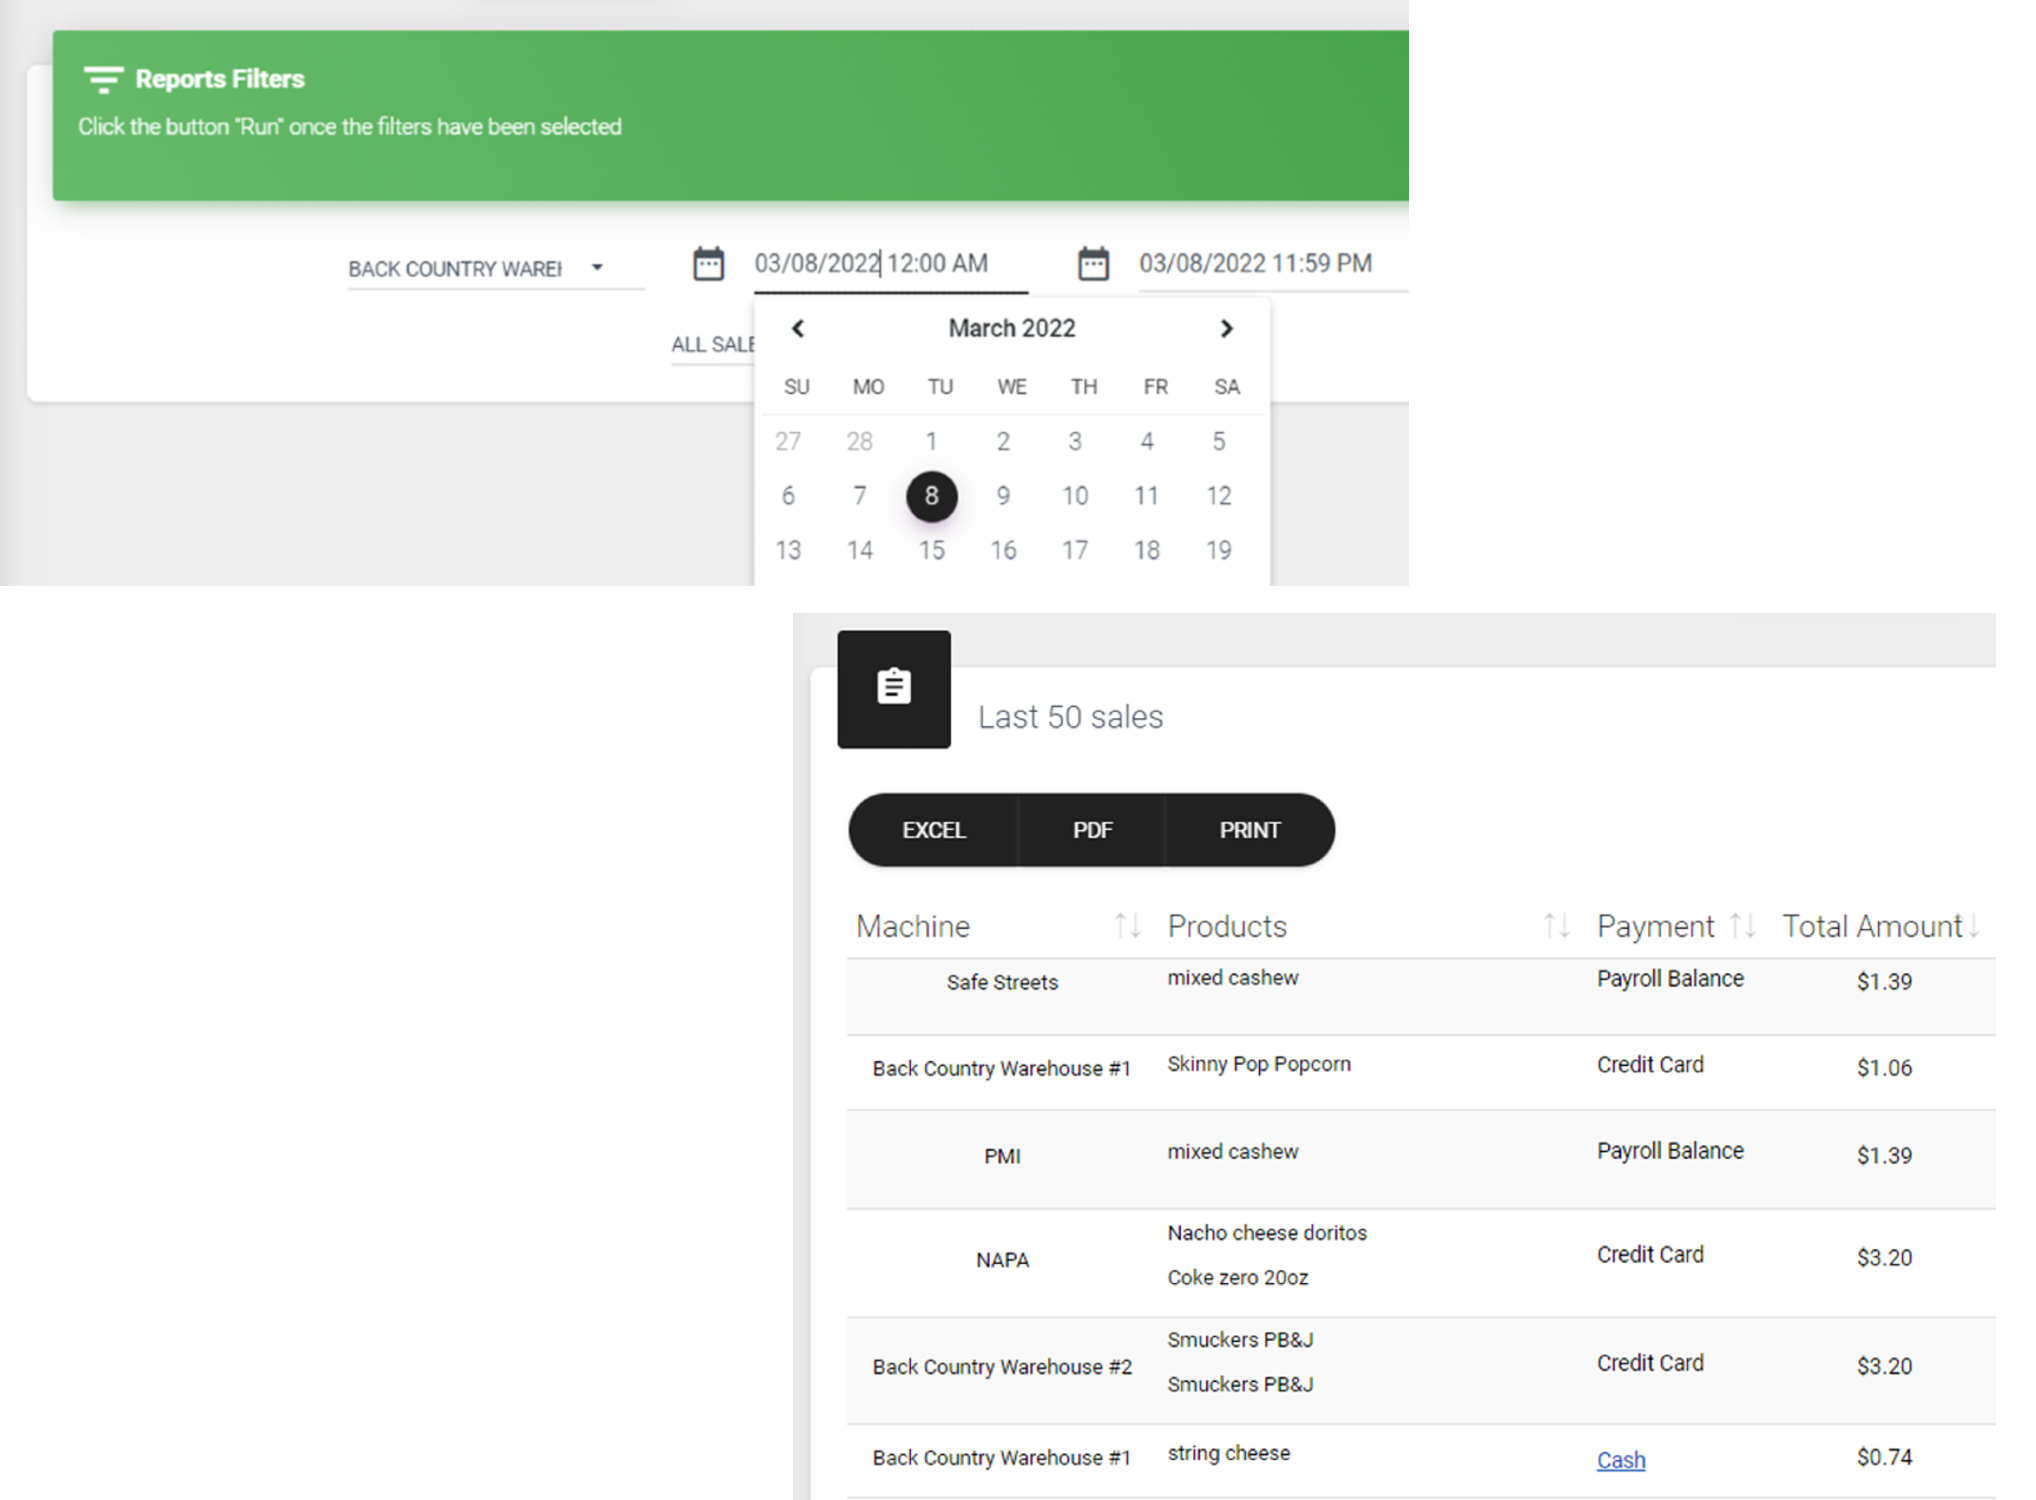 Reports Filters
Click the button "Run" once the filters have been selected
BACK COUNTRY WAREH
03/08/2022 12:00 AM
03/08/2022 11:59 PM
ALL SALE
March 2022
SU MO TU WE TH FR SA
27 28 1 2 3 4 5
6 7 8 9 10 11 12
13 14 15 16 17 18 19
Last 50 sales
EXCEL PDF PRINT
Machine Products Payment Total Amount
Safe Streets mixed cashew Payroll Balance $1.39
Back Country Warehouse #1 Skinny Pop Popcorn Credit Card $1.06
PMI mixed cashew Payroll Balance $1.39
NAPA Nacho cheese doritos Credit Card $3.20
Coke zero 20oz
Back Country Warehouse #2 Smuckers PB&J Credit Card $3.20
Smuckers PB&J
Back Country Warehouse #1 string cheese Cash $0.74